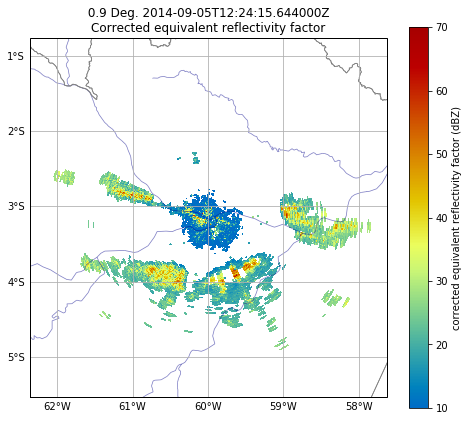 0.9 Deg. 2014-09-05T12:24:15.644000Z
Corrected equivalent reflectivity factor
1°S
2°S
3°S
4°S
5°S
62°W 61°W 60°W 59°W 58°W
70
60
50
40
30
20
10
corrected equivalent reflectivity factor (dBZ)